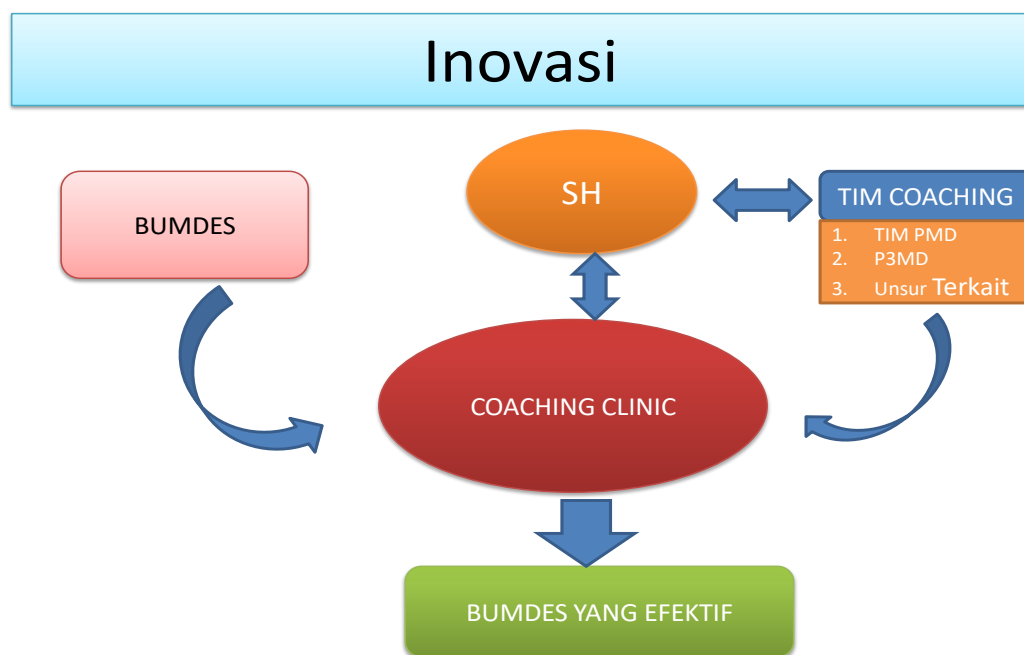 Inovasi
BUMDES
SH
TIM COACHING
1. TIM PMD
2. P3MD
3. Unsur Terkait
COACHING CLINIC
BUMDES YANG EFEKTIF